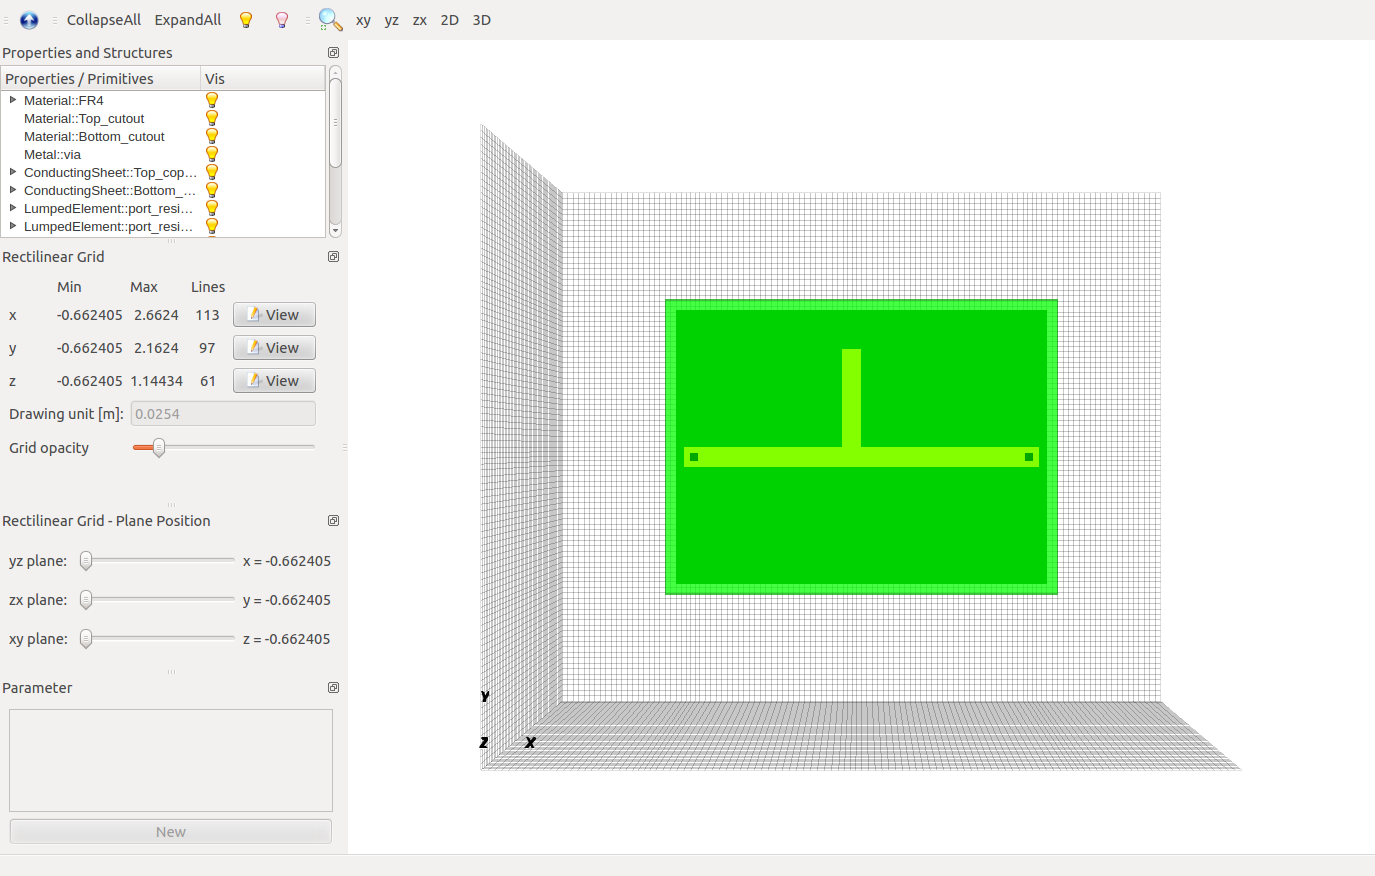 CollapseAll ExpandAll xy yz zx 2D 3D
Properties and Structures
Properties / Primitives Vis
Material::FR4
Material::Top_cutout
Material::Bottom_cutout
Metal::via
ConductingSheet::Top_cop...
ConductingSheet::Bottom_...
LumpedElement::port_resi...
LumpedElement::port_resi...
Rectilinear Grid
Min Max Lines
x -0.662405 2.6624 113 View
y -0.662405 2.1624 97 View
z -0.662405 1.14434 61 View
Drawing unit [m]: 0.0254
Grid opacity
Rectilinear Grid - Plane Position
yz plane: x = -0.662405
zx plane: y = -0.662405
xy plane: z = -0.662405
Parameter
New
Y
Z X